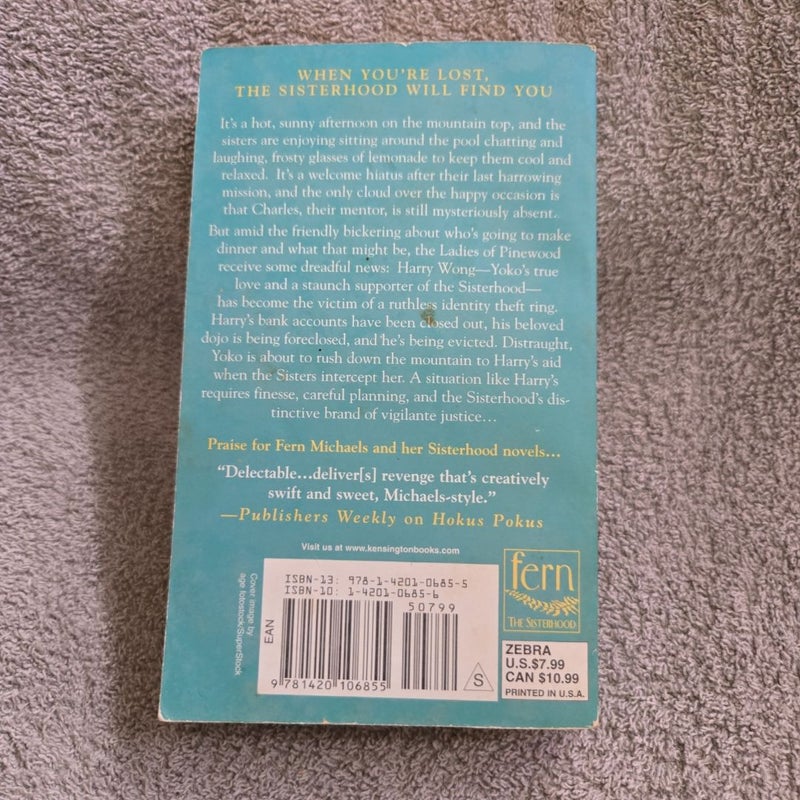 WHEN YOU'RE LOST,
THE SISTERHOOD WILL FIND YOU
It's a hot, sunny afternoon on the mountain top, and the
sisters are enjoying sitting around the pool chatting and
laughing, frosty glasses of lemonade to keep them cool and
relaxed. It's a welcome hiatus after their last harrowing
mission, and the only cloud over the happy occasion is
that Charles, their mentor, is still mysteriously absent.
But amid the friendly bickering about who's going to make
dinner and what that might be, the Ladies of Pinewood
receive some dreadful news: Harry Wong—Yoko's true
love and a staunch supporter of the Sisterhood—
has become the victim of a ruthless identity theft ring.
Harry's bank accounts have been closed out, his beloved
dojo is being foreclosed, and he's being evicted. Distraught,
Yoko is about to rush down the mountain to Harry's aid
when the Sisters intercept her. A situation like Harry's
requires finesse, careful planning, and the Sisterhood's dis-
tinctive brand of vigilante justice...
Praise for Fern Michaels and her Sisterhood novels...
"Delectable...deliver[s] revenge that's creatively
swift and sweet, Michaels-style."
—Publishers Weekly on Hokus Pokus
Visit us at www.kensingtonbooks.com
Cover image by
age fotostock/SuperStock
ISBN-13: 978-1-4201-0685-5
ISBN-10: 1-4201-0685-6
50799
EAN
9 781420 106855
S
fern
THE SISTERHOOD
ZEBRA
U.S.$7.99
CAN $10.99
PRINTED IN U.S.A.